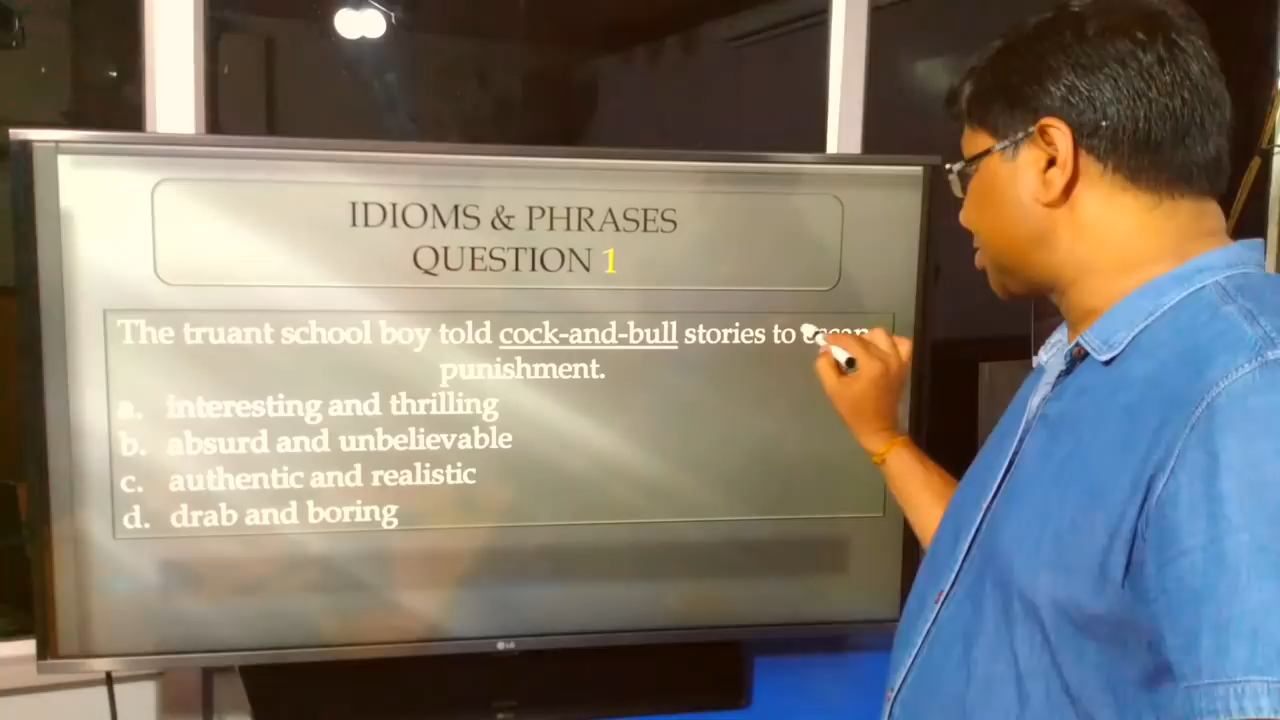 IDIOMS & PHRASES
QUESTION 1
The truant school boy told cock-and-bull stories to
punishment.
a. interesting and thrilling
b. absurd and unbelievable
c. authentic and realistic
d. drab and boring
LG